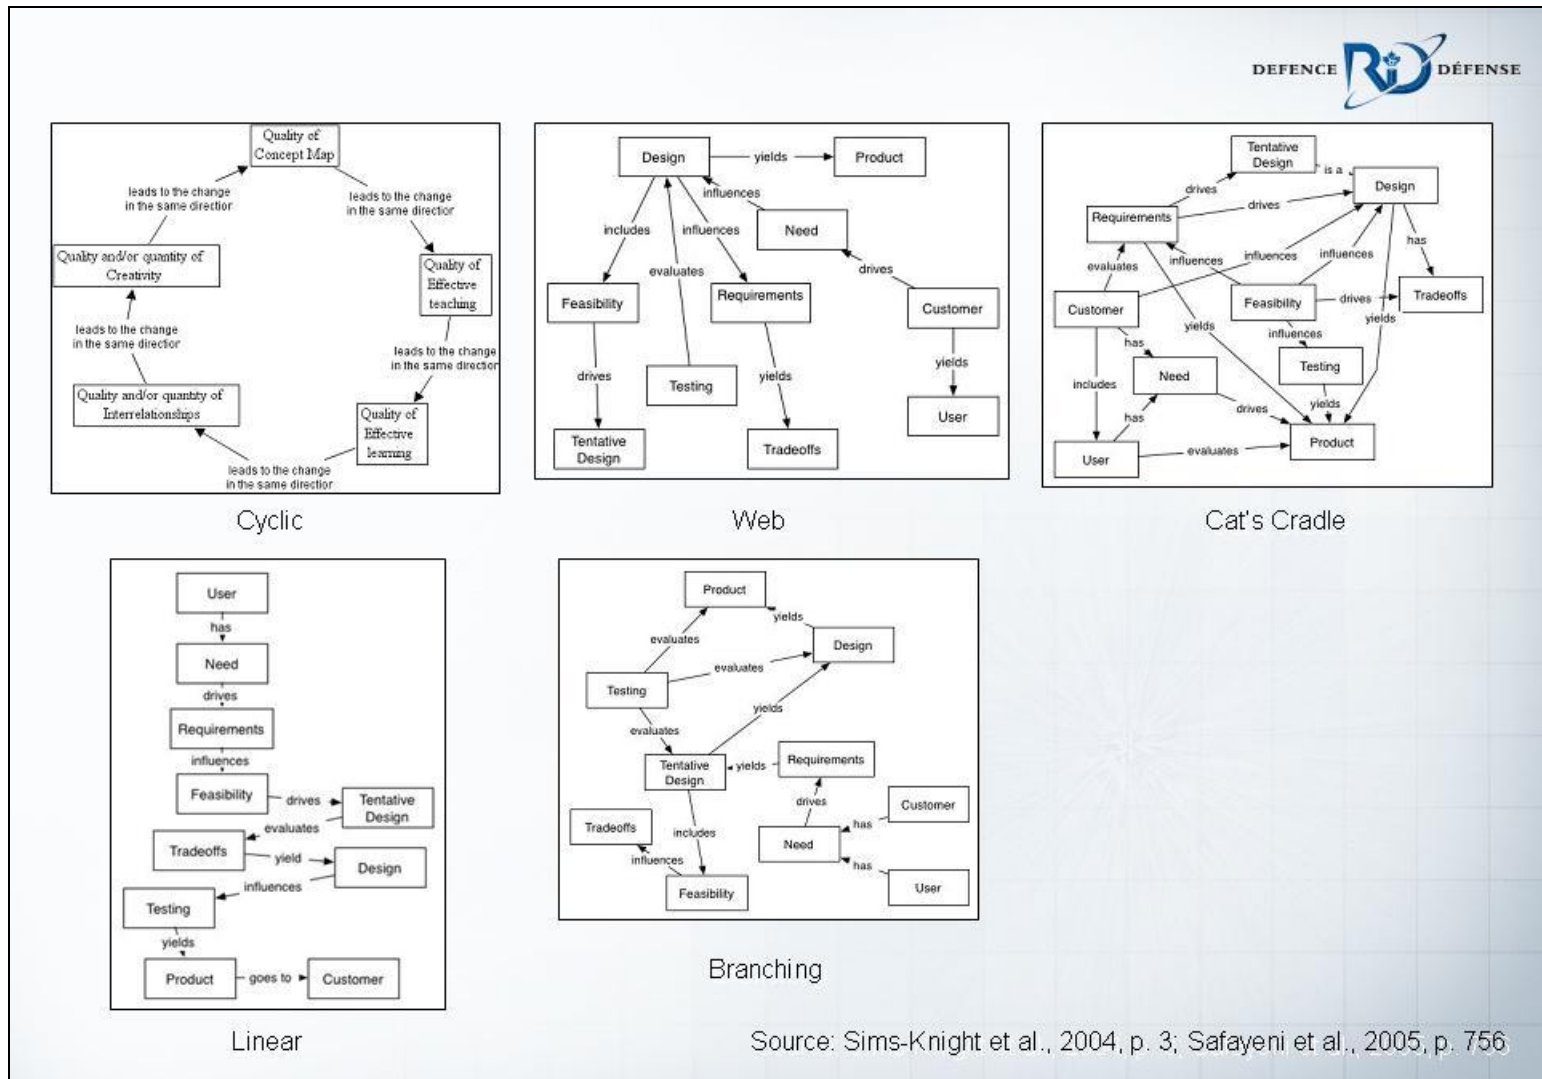 DEFENCE RD DÉFENSE
Quality of
Concept Map
leads to the change
in the same direction
leads to the change
in the same direction
Quality and/or quantity of
Creativity
Quality of
Effective
teaching
leads to the change
in the same direction
leads to the change
in the same direction
Quality and/or quantity of
Interrelationships
Quality of
Effective
learning
leads to the change
in the same direction
Cyclic
Design
yields
Product
influences
Need
includes
influences
evaluates
drives
Feasibility
Requirements
Customer
drives
yields
yields
Testing
User
Tentative
Design
Tradeoffs
Web
Tentative
Design
is a
Design
drives
Requirements
drives
has
influences
influences
influences
evaluates
Customer
Feasibility
drives
Tradeoffs
yields
yields
influences
has
Testing
Need
includes
yields
has
drives
Product
User
evaluates
Cat's Cradle
User
has
Need
drives
Requirements
influences
Feasibility
drives
Tentative
Design
evaluates
Tradeoffs
yield
Design
influences
Testing
yields
Product
goes to
Customer
Linear
Product
yields
evaluates
Design
evaluates
Testing
yields
evaluates
Tentative
Design
yields
Requirements
drives
Customer
Tradeoffs
includes
has
Need
influences
has
Feasibility
User
Branching
Source: Sims-Knight et al., 2004, p. 3; Safayeni et al., 2005, p. 756